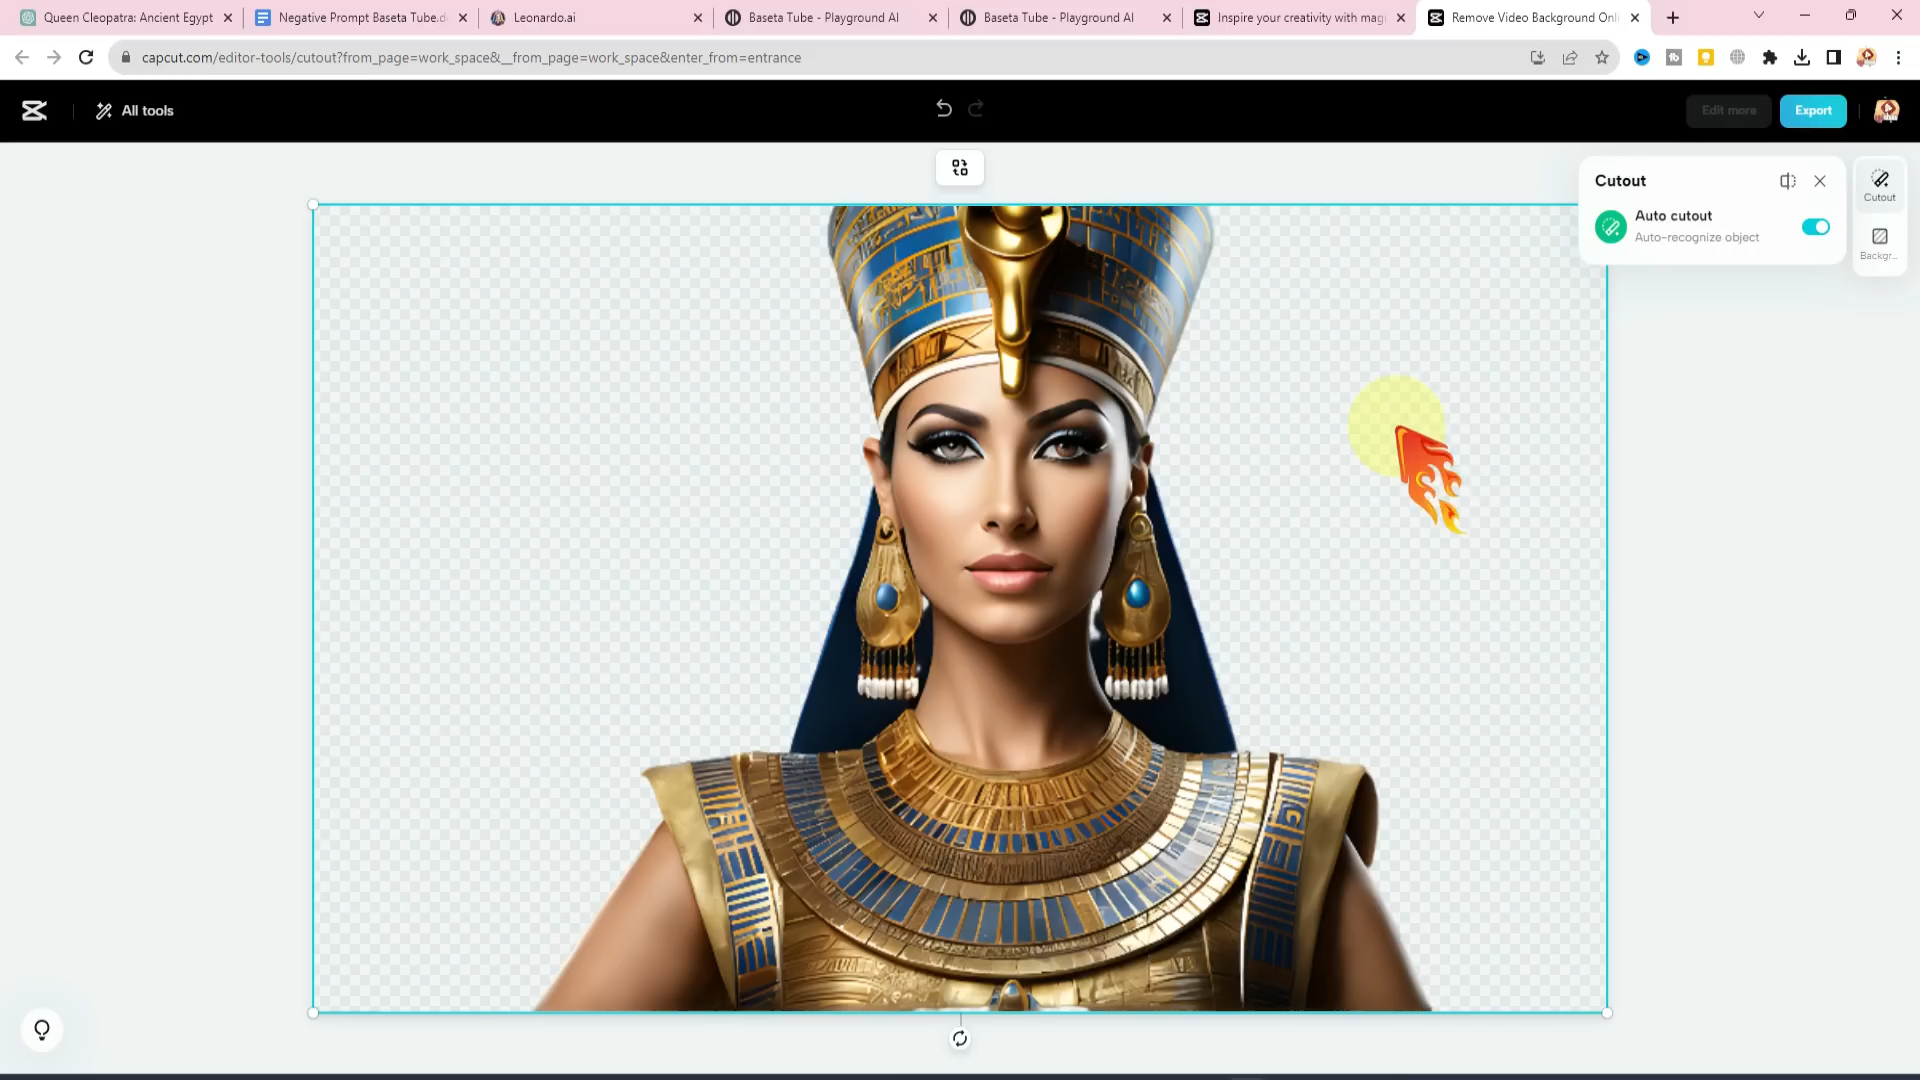 Queen Cleopatra: Ancient Egypt
Negative Prompt Baseta Tube.d
Leonardo.ai
Baseta Tube - Playground AI
Baseta Tube - Playground AI
Inspire your creativity with mag
Remove Video Background Onli
capcut.com/editor-tools/cutout?from_page=work_space&__from_page=work_space&enter_from=entrance
All tools
Edit more
Export
Cutout
Auto cutout
Auto-recognize object
Cutout
Backgr...